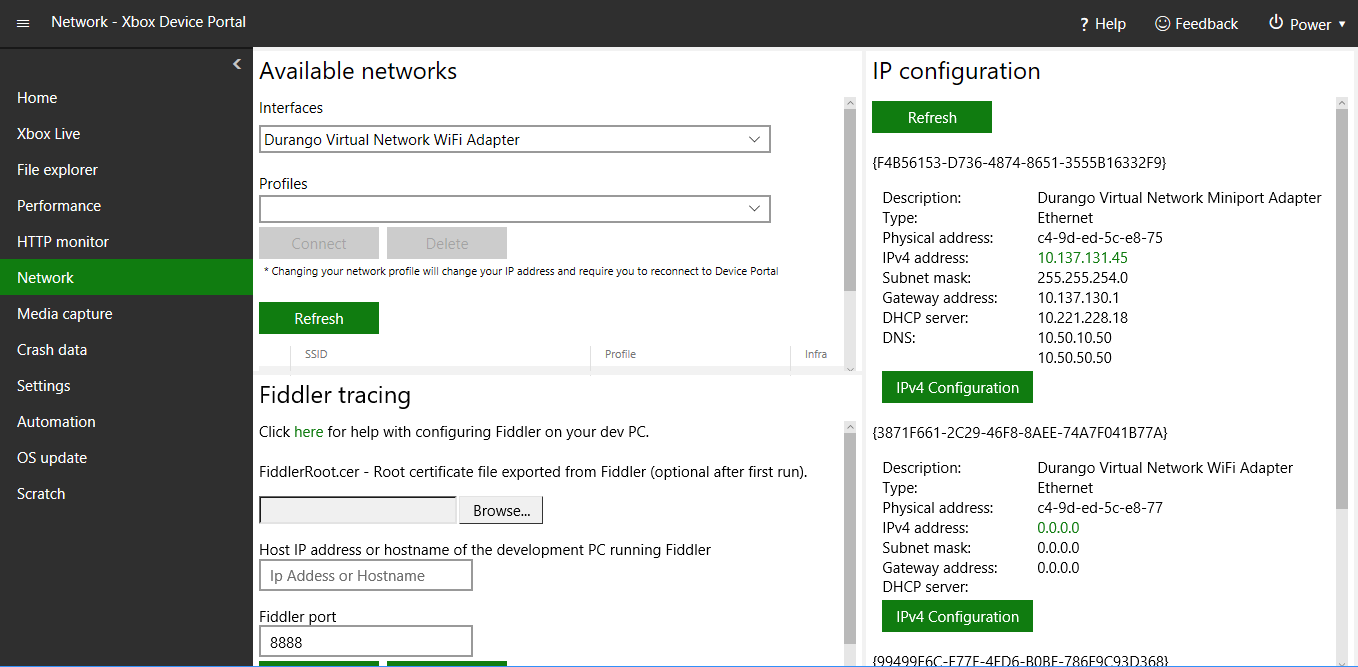 Network - Xbox Device Portal
? Help
Feedback
Power
Home
Xbox Live
File explorer
Performance
HTTP monitor
Network
Media capture
Crash data
Settings
Automation
OS update
Scratch
Available networks
Interfaces
Durango Virtual Network WiFi Adapter
Profiles
Connect Delete
* Changing your network profile will change your IP address and require you to reconnect to Device Portal
Refresh
SSID Profile Infra
Fiddler tracing
Click here for help with configuring Fiddler on your dev PC.
FiddlerRoot.cer - Root certificate file exported from Fiddler (optional after first run).
Browse...
Host IP address or hostname of the development PC running Fiddler
Ip Addess or Hostname
Fiddler port
8888
IP configuration
Refresh
{F4B56153-D736-4874-8651-3555B16332F9}
Description: Durango Virtual Network Miniport Adapter
Type: Ethernet
Physical address: c4-9d-ed-5c-e8-75
IPv4 address: 10.137.131.45
Subnet mask: 255.255.254.0
Gateway address: 10.137.130.1
DHCP server: 10.221.228.18
DNS: 10.50.10.50
10.50.50.50
IPv4 Configuration
{3871F661-2C29-46F8-8AEE-74A7F041B77A}
Description: Durango Virtual Network WiFi Adapter
Type: Ethernet
Physical address: c4-9d-ed-5c-e8-77
IPv4 address: 0.0.0.0
Subnet mask: 0.0.0.0
Gateway address: 0.0.0.0
DHCP server:
IPv4 Configuration